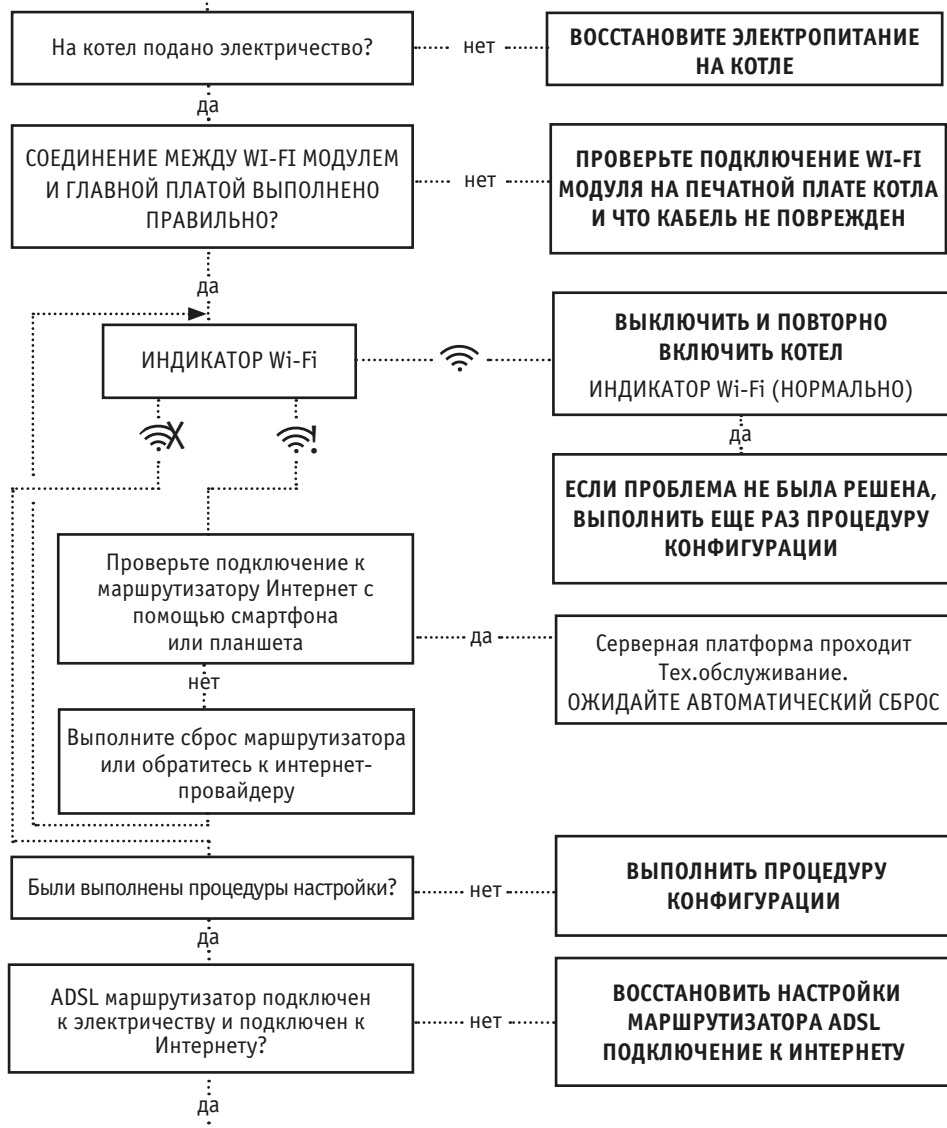 На котел подано электричество?
нет
ВОССТАНОВИТЕ ЭЛЕКТРОПИТАНИЕ
НА КОТЛЕ
да
СОЕДИНЕНИЕ МЕЖДУ WI-FI МОДУЛЕМ
И ГЛАВНОЙ ПЛАТОЙ ВЫПОЛНЕНО
ПРАВИЛЬНО?
нет
ПРОВЕРЬТЕ ПОДКЛЮЧЕНИЕ WI-FI
МОДУЛЯ НА ПЕЧАТНОЙ ПЛАТЕ КОТЛА
И ЧТО КАБЕЛЬ НЕ ПОВРЕЖДЕН
да
ИНДИКАТОР Wi-Fi
ВЫКЛЮЧИТЬ И ПОВТОРНО
ВКЛЮЧИТЬ КОТЕЛ
ИНДИКАТОР Wi-Fi (НОРМАЛЬНО)
да
ЕСЛИ ПРОБЛЕМА НЕ БЫЛА РЕШЕНА,
ВЫПОЛНИТЬ ЕЩЕ РАЗ ПРОЦЕДУРУ
КОНФИГУРАЦИИ
Проверьте подключение к
маршрутизатору Интернет с
помощью смартфона
или планшета
да
Серверная платформа проходит
Тех.обслуживание.
ОЖИДАЙТЕ АВТОМАТИЧЕСКИЙ СБРОС
нет
Выполните сброс маршрутизатора
или обратитесь к интернет-
провайдеру
Были выполнены процедуры настройки?
нет
ВЫПОЛНИТЬ ПРОЦЕДУРУ
КОНФИГУРАЦИИ
да
ADSL маршрутизатор подключен
к электричеству и подключен к
Интернету?
нет
ВОССТАНОВИТЬ НАСТРОЙКИ
МАРШРУТИЗАТОРА ADSL
ПОДКЛЮЧЕНИЕ К ИНТЕРНЕТУ
да